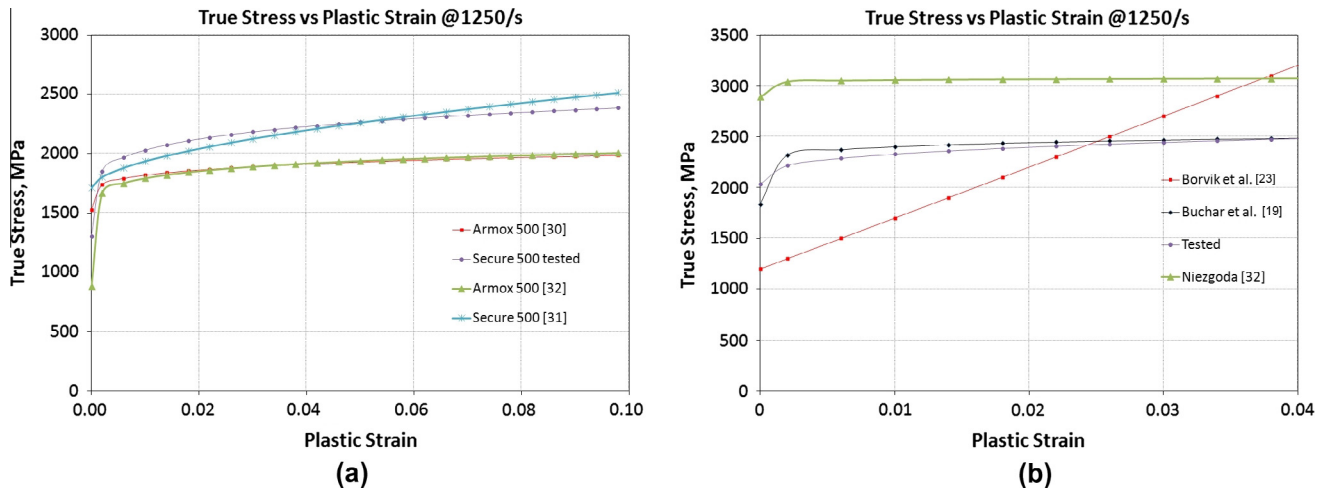 True Stress vs Plastic Strain @1250/s
True Stress, MPa
3000
2500
2000
1500
1000
500
0
Armox 500 [30]
Secure 500 tested
Armox 500 [32]
Secure 500 [31]
0.00 0.02 0.04 0.06 0.08 0.10
Plastic Strain
(a)
True Stress vs Plastic Strain @1250/s
True Stress, MPa
3500
3000
2500
2000
1500
1000
500
0
Borvik et al. [23]
Buchar et al. [19]
Tested
Niezgoda [32]
0 0.01 0.02 0.03 0.04
Plastic Strain
(b)